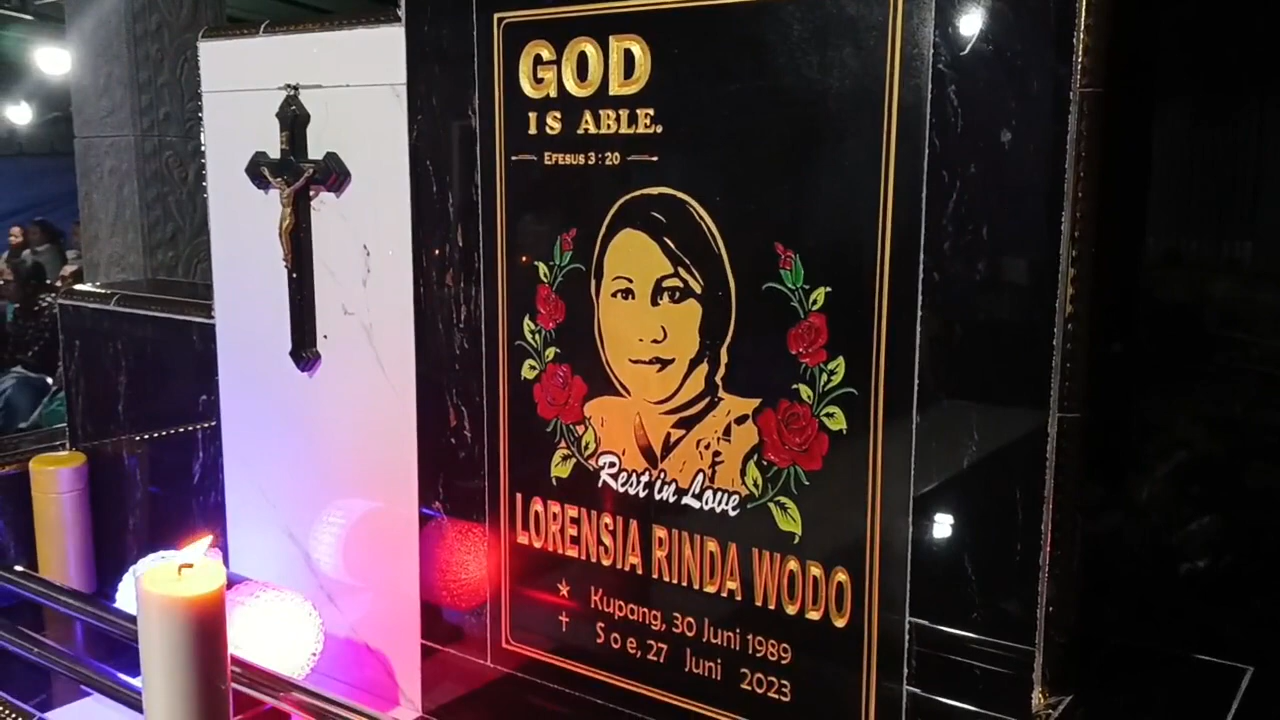 GOD
IS ABLE.
EFESUS 3 : 20
Rest in Love
LORENSIA RINDA WODO
Kupang, 30 Juni 1989
Soe, 27 Juni 2023